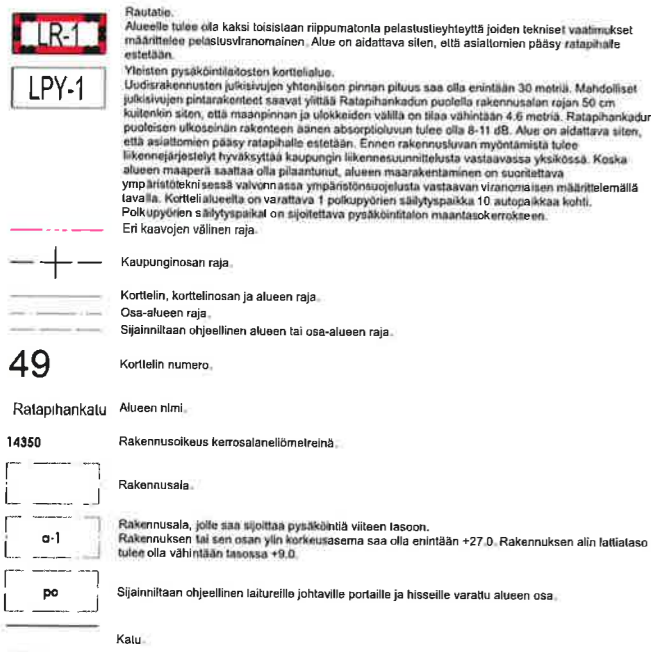 Rautatie.
LR-1
Alueelle tulee olla kaksi toisistaan riippumatonta pelastustieyhteyttä joiden tekniset vaatimukset
määrittelee pelastusviranomainen. Alue on aidattava siten, että asiattomien pääsy ratapihalle
estetään.
Yleisten pysäköintilaitosten korttelialue.
LPY-1
Uudisrakennusten julkisivujen yhtenäisen pinnan pituus saa olla enintään 30 metriä. Mahdolliset
julkisivujen pintarakenteet saavat ylittää Ratapihankadun puolella rakennusalan rajan 50 cm
kuitenkin siten, että maanpinnan ja ulokkeiden välillä on tilaa vähintään 4.6 metriä. Ratapihankadun
puoleisen ulkoseinän rakenteen äänen absorptioluvun tulee olla 8-11 dB. Alue on aidattava siten,
että asiattomien pääsy ratapihalle estetään. Ennen rakennusluvan myöntämistä tulee
liikennejärjestelyt hyväksyttää kaupungin liikennesuunnittelusta vastaavassa yksikössä. Koska
alueen maaperä saattaa olla pilaantunut, alueen maarakentaminen on suoritettava
ympäristöteknisessä valvonnassa ympäristönsuojelusta vastaavan viranomaisen määrittelemällä
tavalla. Korttelialueelta on varattava 1 polkupyörien säilytyspaikka 10 autopaikkaa kohti.
Polkupyörien säilytyspaikat on sijoitettava pysäköintitalon maantasokerrokseen.
Eri kaavojen välinen raja.
Kaupunginosan raja.
Korttelin, korttelinosan ja alueen raja.
Osa-alueen raja.
Sijainniltaan ohjeellinen alueen tai osa-alueen raja.
49 Korttelin numero.
Ratapihankatu Alueen nimi.
14350 Rakennusoikeus kerrosalaneliömetreinä.
Rakennusala.
Rakennusala, jolle saa sijoittaa pysäköintiä viiteen tasoon.
a-1 Rakennuksen tai sen osan ylin korkeusasema saa olla enintään +27.0. Rakennuksen alin lattiataso
tulee olla vähintään tasossa +9.0.
po Sijainniltaan ohjeellinen laitureille johtaville portaille ja hisseille varattu alueen osa.
Katu.